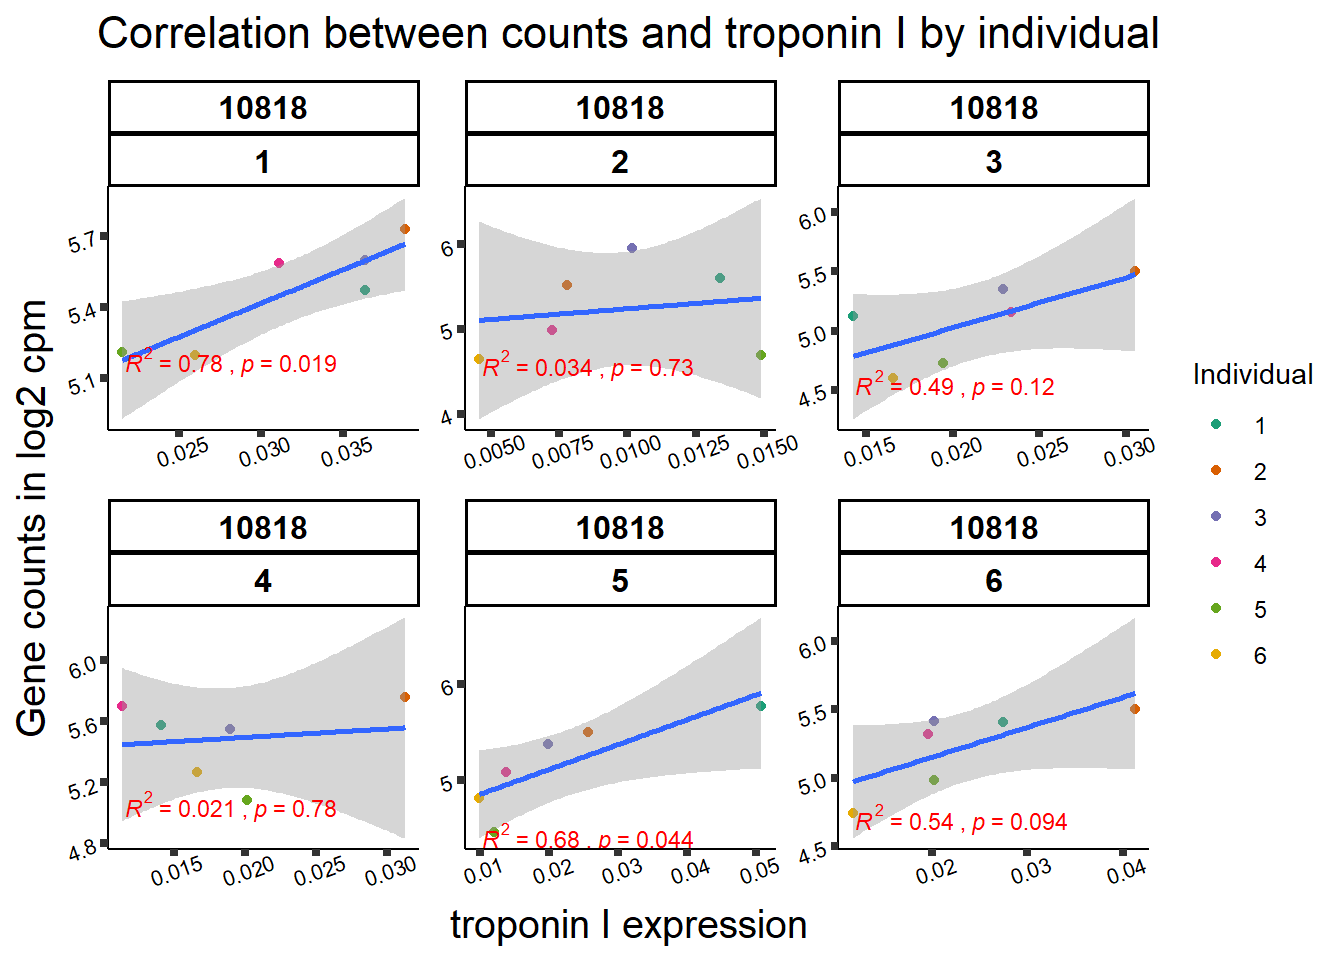 Correlation between counts and troponin I by individual
10818 10818 10818
1 2 3
5.7
5.4
5.1
R2 = 0.78 , p = 0.019
0.025 0.030 0.035
6
5
4
R2 = 0.034 , p = 0.73
0.0050 0.0075 0.0100 0.0125 0.0150
6.0
5.5
5.0
4.5
R2 = 0.49 , p = 0.12
0.015 0.020 0.025 0.030
10818 10818 10818
4 5 6
6.0
5.6
5.2
4.8
R2 = 0.021 , p = 0.78
0.015 0.020 0.025 0.030
6
5
R2 = 0.68 , p = 0.044
0.01 0.02 0.03 0.04 0.05
6.0
5.5
5.0
4.5
R2 = 0.54 , p = 0.094
0.02 0.03 0.04
troponin I expression
Gene counts in log2 cpm
Individual
1
2
3
4
5
6